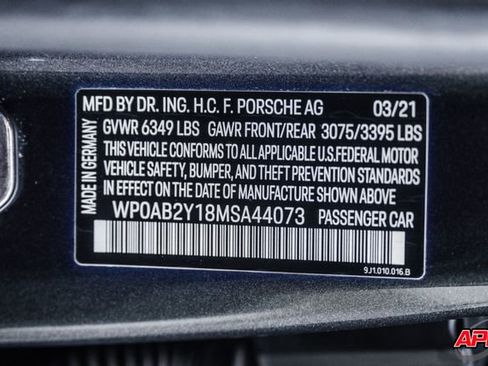 MFD BY DR. ING. H.C. F. PORSCHE AG 03/21
GVWR 6349 LBS GAWR FRONT/REAR 3075/3395 LBS
THIS VEHICLE CONFORMS TO ALL APPLICABLE U.S.FEDERAL MOTOR
VEHICLE SAFETY, BUMPER, AND THEFT PREVENTION STANDARDS
IN EFFECT ON THE DATE OF MANUFACTURE SHOWN ABOVE.
WP0AB2Y18MSA44073 PASSENGER CAR
9J1.010.016.B
MADE IN GERMANY